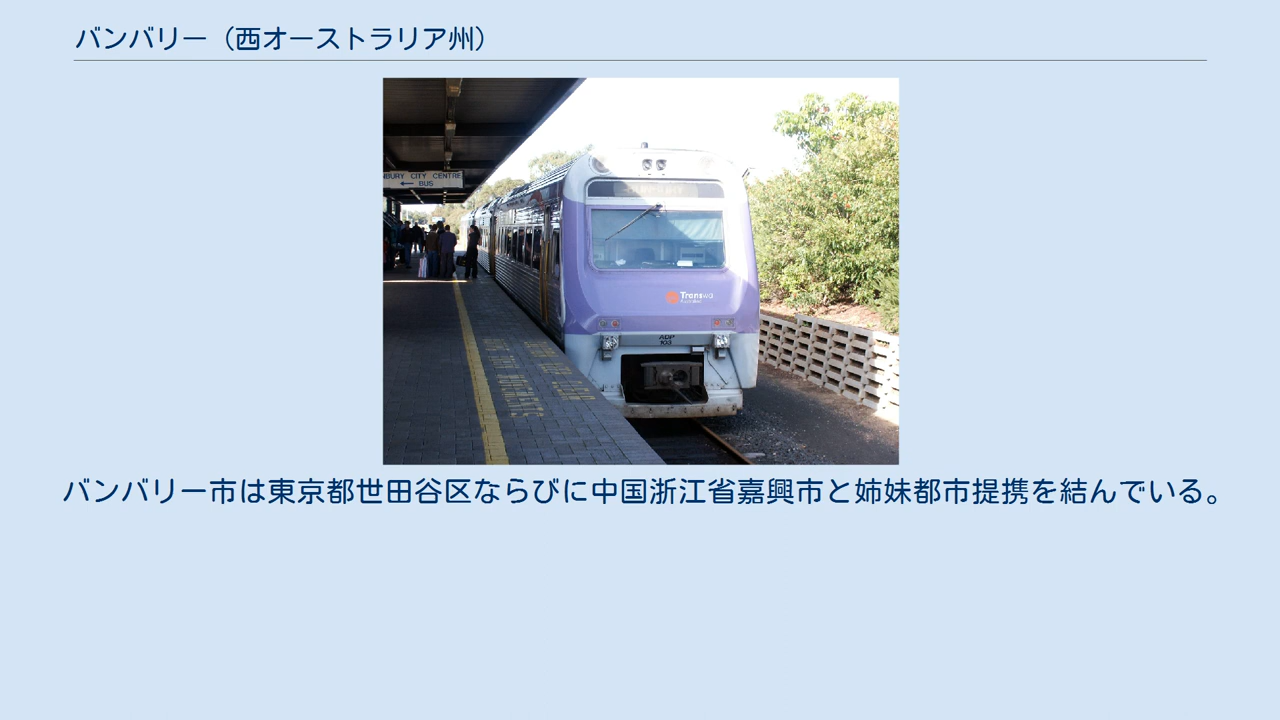 バンバリー（西オーストラリア州）
NBURY CITY CENTRE
← BUS
Transwa
ADP
103
バンバリー市は東京都世田谷区ならびに中国浙江省嘉興市と姉妹都市提携を結んでいる。